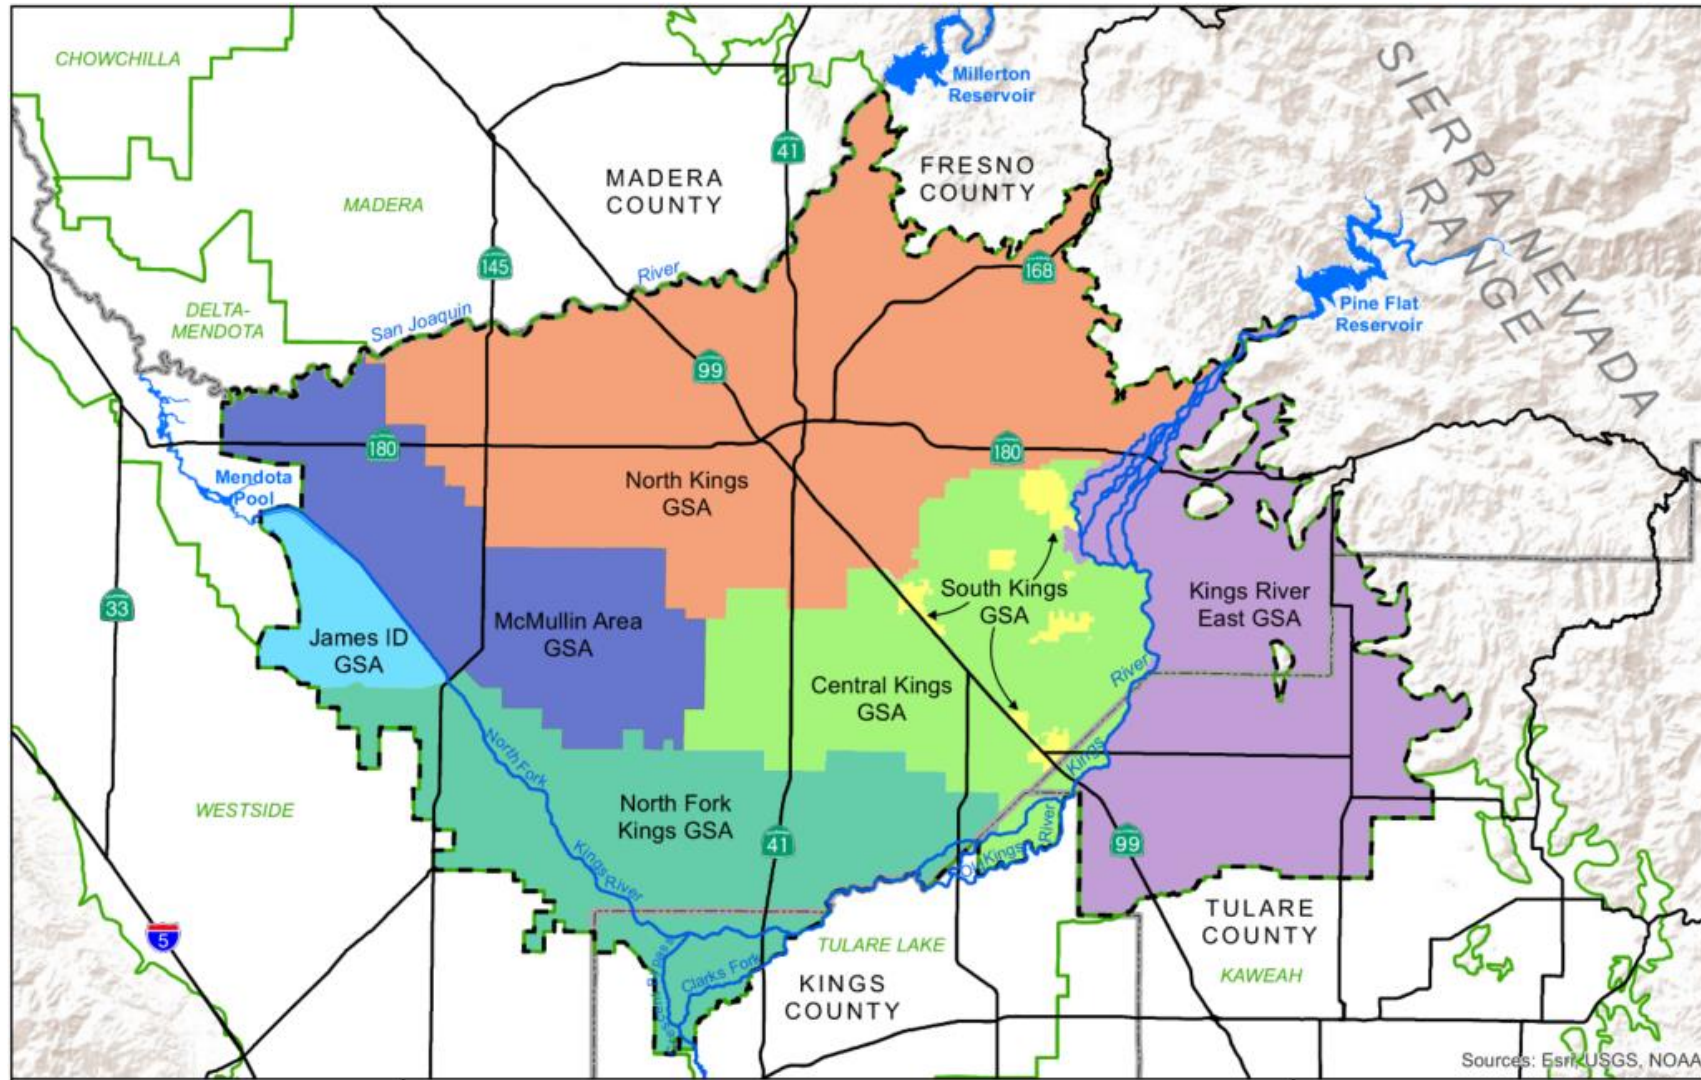 CHOWCHILLA
Millerton
Reservoir
SIERRA NEVADA
RANGE
41
MADERA
COUNTY
FRESNO
COUNTY
MADERA
145
River
168
DELTA-
MENDOTA
San Joaquin
Pine Flat
Reservoir
99
180
180
Mendota
Pool
North Kings
GSA
33
South Kings
GSA
Kings River
East GSA
James ID
GSA
McMullin Area
GSA
Central Kings
GSA
River
North Fork
Kings
WESTSIDE
North Fork
Kings GSA
41
99
Kings River
Old Kings River
5
TULARE
COUNTY
TULARE LAKE
KAWEAH
Clarks Fork
KINGS
COUNTY
Sources: Esri, USGS, NOAA